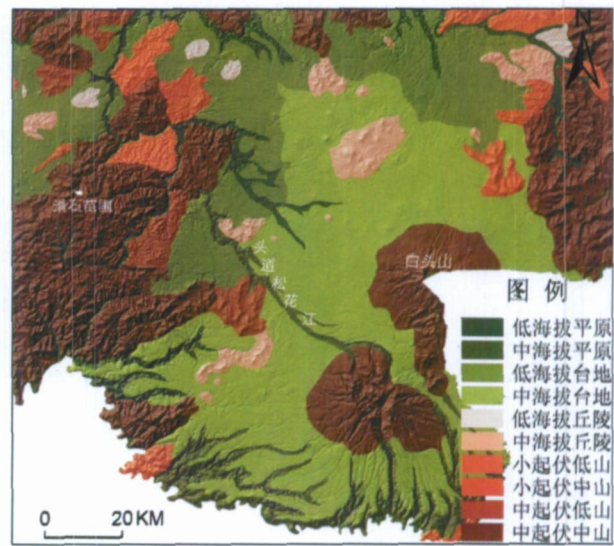 N
白头山
头道松花江
图 例
低海拔平原
中海拔平原
低海拔台地
中海拔台地
低海拔丘陵
中海拔丘陵
小起伏低山
小起伏中山
中起伏低山
中起伏中山
0 20 KM